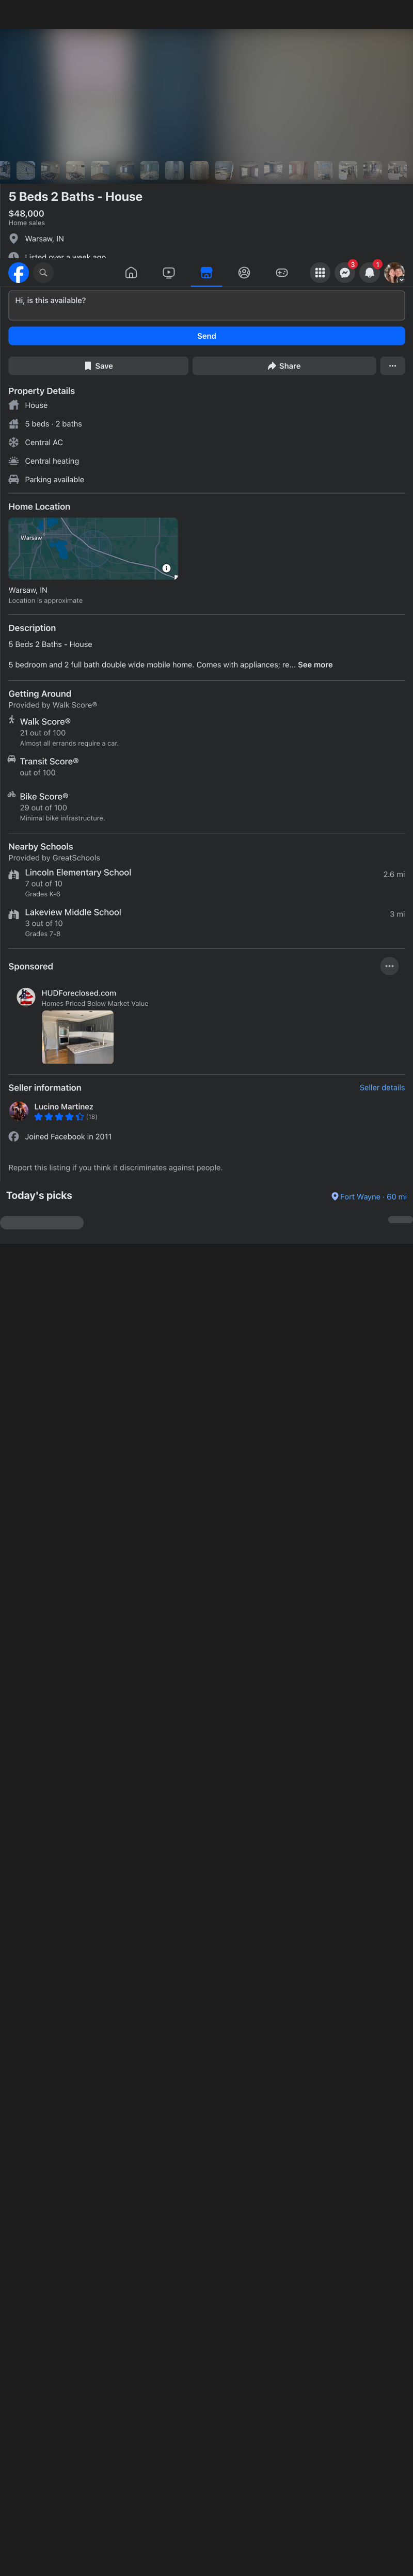 5 Beds 2 Baths - House
$48,000
Home sales
Warsaw, IN
Listed over a week ago
3
1
Hi, is this available?
Send
Save
Share
Property Details
House
5 beds · 2 baths
Central AC
Central heating
Parking available
Home Location
Warsaw
Warsaw, IN
Location is approximate
Description
5 Beds 2 Baths - House
5 bedroom and 2 full bath double wide mobile home. Comes with appliances; re... See more
Getting Around
Provided by Walk Score®
Walk Score®
21 out of 100
Almost all errands require a car.
Transit Score®
out of 100
Bike Score®
29 out of 100
Minimal bike infrastructure.
Nearby Schools
Provided by GreatSchools
Lincoln Elementary School
2.6 mi
7 out of 10
Grades K-6
Lakeview Middle School
3 mi
3 out of 10
Grades 7-8
Sponsored
HUDForeclosed.com
Homes Priced Below Market Value
Seller information
Seller details
Lucino Martinez
(18)
Joined Facebook in 2011
Report this listing if you think it discriminates against people.
Today's picks
Fort Wayne · 60 mi